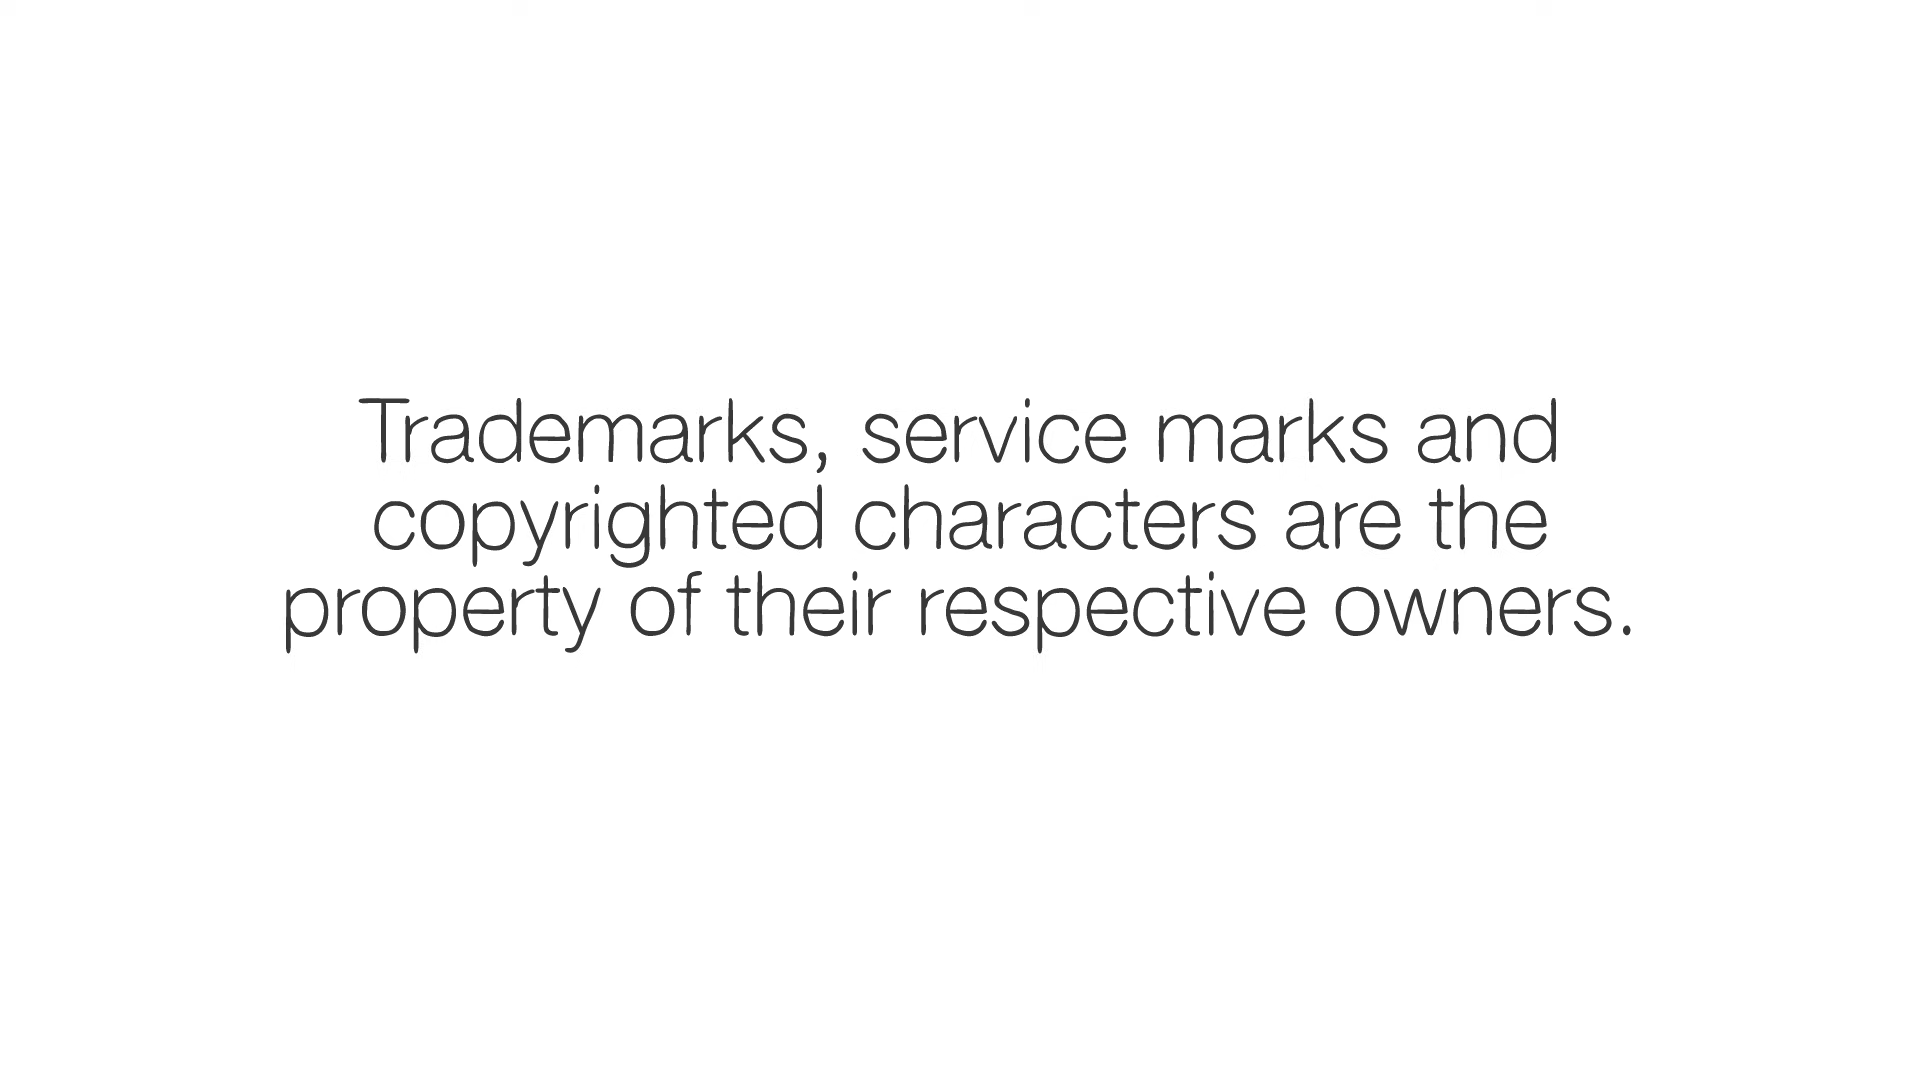 Trademarks, service marks and
copyrighted characters are the
property of their respective owners.